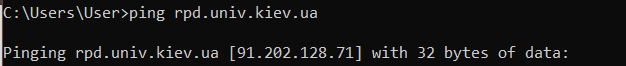 C:\Users\User>ping rpd.univ.kiev.ua
Pinging rpd.univ.kiev.ua [91.202.128.71] with 32 bytes of data: